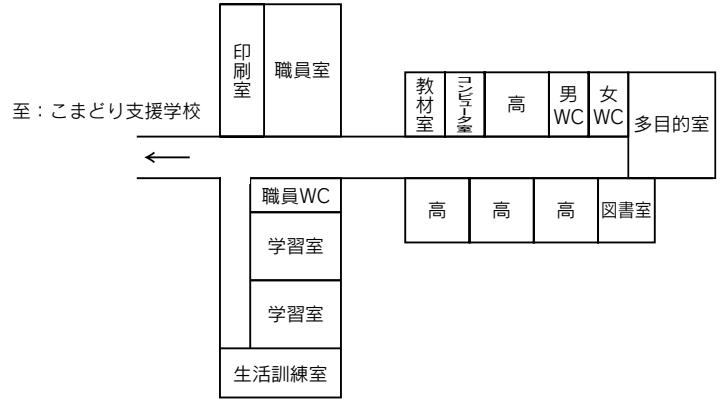 印刷室
職員室
至：こまどり支援学校
教材室
コンピュータ室
高
男WC
女WC
多目的室
職員WC
高
高
高
図書室
学習室
学習室
生活訓練室